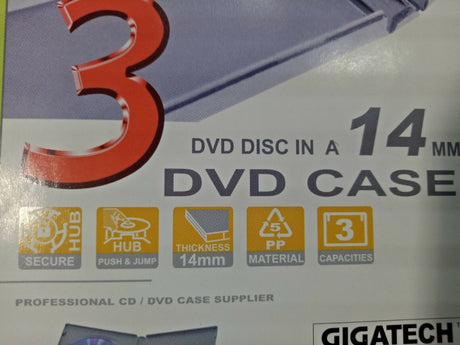 3
DVD DISC IN A 14 MM
DVD CASE
SECURE HUB
HUB
PUSH & JUMP
THICKNESS
14mm
5
PP
MATERIAL
3
CAPACITIES
PROFESSIONAL CD / DVD CASE SUPPLIER
GIGATECH